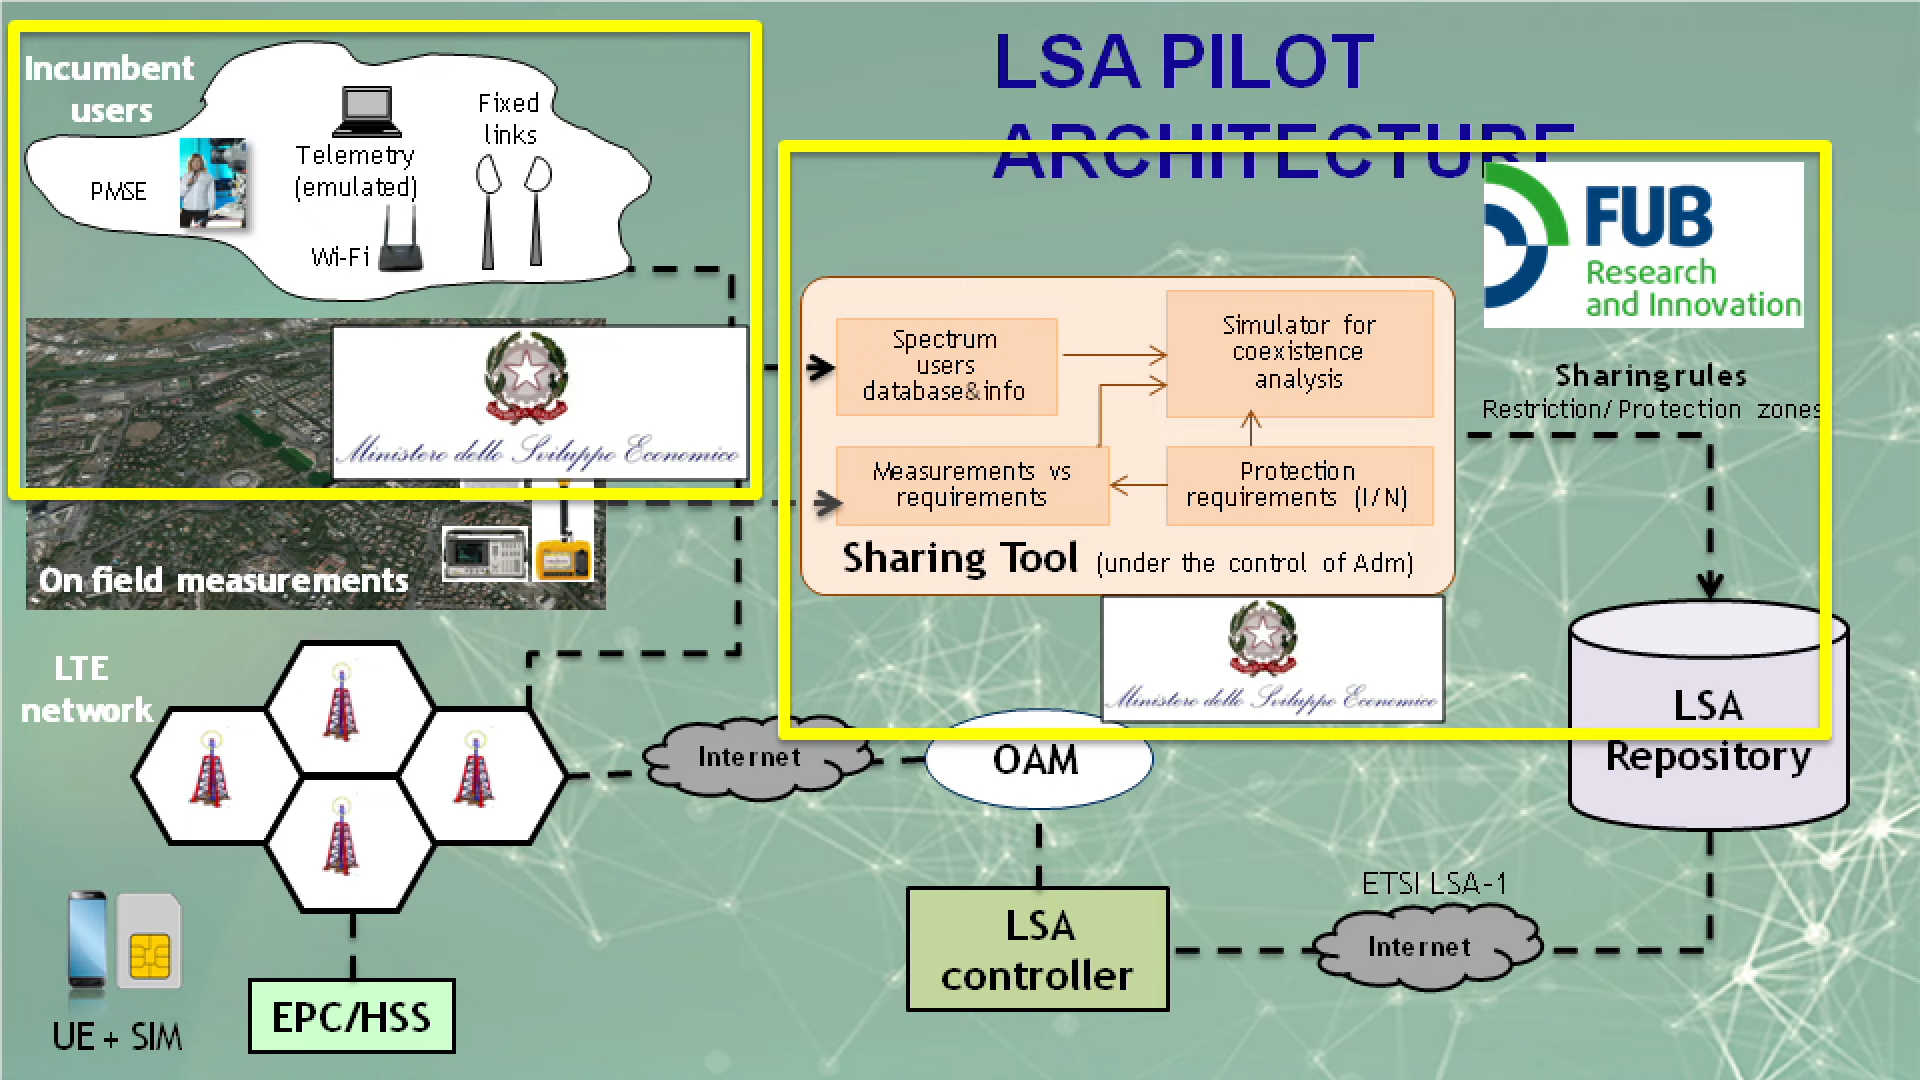 LSA PILOT
ARCHITECTURE
Incumbent
users
PMSE
Telemetry
(emulated)
Fixed
links
Wi-Fi
Ministero dello Sviluppo Economico
On field measurements
FUB
Research
and Innovation
Spectrum
users
database&info
Simulator for
coexistence
analysis
Measurements vs
requirements
Protection
requirements (I/N)
Sharing Tool (under the control of Adm)
Ministero dello Sviluppo Economico
Sharing rules
Restriction/Protection zones
LSA
Repository
LTE
network
Internet
OAM
LSA
controller
ETSI LSA-1
Internet
EPC/HSS
UE + SIM